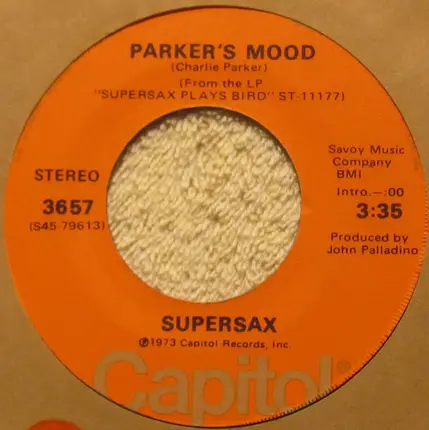 PARKER'S MOOD
(Charlie Parker)
(From the LP
"SUPERSAX PLAYS BIRD" ST-11177)
STEREO
3657
(S45-79613)
Savoy Music
Company
BMI
Intro.-:00
3:35
Produced by
John Palladino
SUPERSAX
℗1973 Capitol Records, Inc.
Capitol®